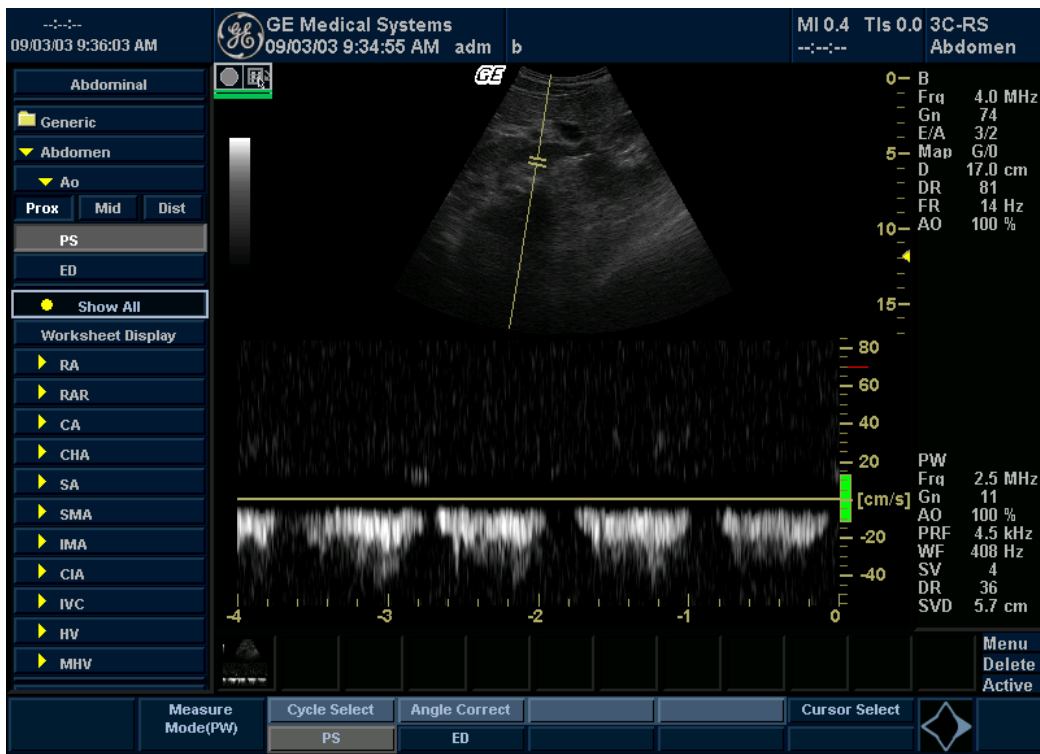 --:--:--
09/03/03 9:36:03 AM
GE Medical Systems
09/03/03 9:34:55 AM adm b
MI 0.4 TIs 0.0
--:--:--
3C-RS
Abdomen
Abdominal
Generic
Abdomen
Ao
Prox Mid Dist
PS
ED
Show All
Worksheet Display
RA
RAR
CA
CHA
SA
SMA
IMA
CIA
IVC
HV
MHV
GE
0
5
10
15
B
Frq 4.0 MHz
Gn 74
E/A 3/2
Map G/0
D 17.0 cm
DR 81
FR 14 Hz
AO 100 %
80
60
40
20
[cm/s]
-20
-40
-4 -3 -2 -1 0
PW
Frq 2.5 MHz
Gn 11
AO 100 %
PRF 4.5 kHz
WF 408 Hz
SV 4
DR 36
SVD 5.7 cm
1
Menu
Delete
Active
Measure
Mode(PW)
Cycle Select
PS
Angle Correct
ED
Cursor Select